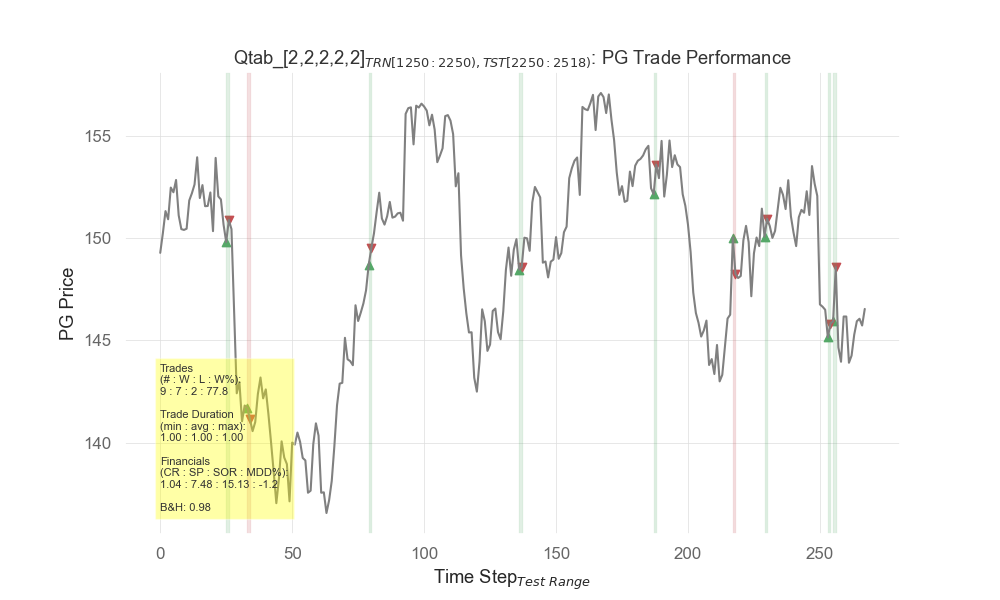 Qtab_[2,2,2,2,2]TRN[1250:2250),TST[2250:2518): PG Trade Performance
PG Price
155
150
145
140
Trades
(# : W : L : W%):
9 : 7 : 2 : 77.8
Trade Duration
(min : avg : max):
1.00 : 1.00 : 1.00
Financials
(CR : SP : SOR : MDD%):
1.04 : 7.48 : 15.13 : -1.2
B&H: 0.98
0 50 100 150 200 250
Time StepTest Range